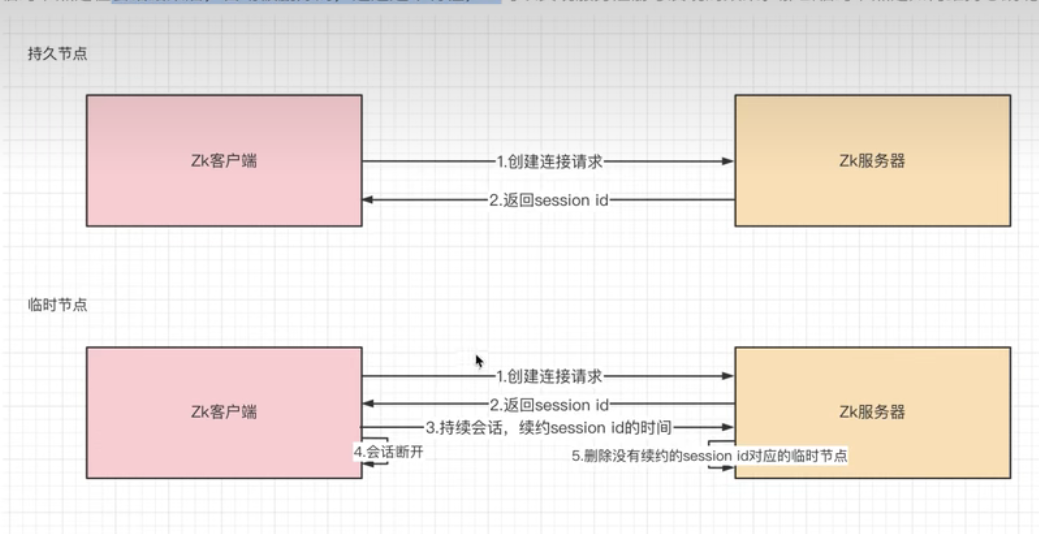 持久节点
Zk客户端
1.创建连接请求
Zk服务器
2.返回session id
临时节点
1.创建连接请求
2.返回session id
Zk客户端
Zk服务器
3.持续会话，续约session id的时间
4.会话断开
5.删除没有续约的session id对应的临时节点